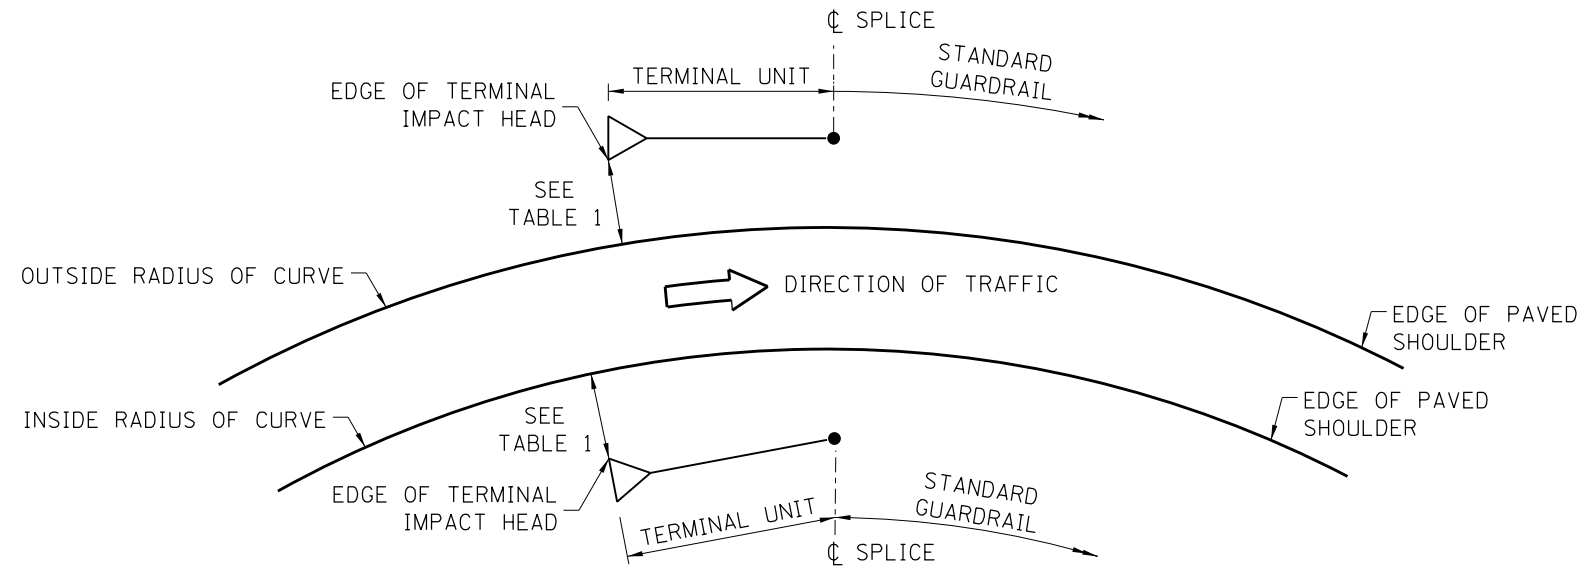 ℄ SPLICE
STANDARD
GUARDRAIL
TERMINAL UNIT
EDGE OF TERMINAL
IMPACT HEAD
SEE
TABLE 1
OUTSIDE RADIUS OF CURVE
DIRECTION OF TRAFFIC
EDGE OF PAVED
SHOULDER
INSIDE RADIUS OF CURVE
SEE
TABLE 1
EDGE OF PAVED
SHOULDER
EDGE OF TERMINAL
IMPACT HEAD
TERMINAL UNIT
STANDARD
GUARDRAIL
℄ SPLICE